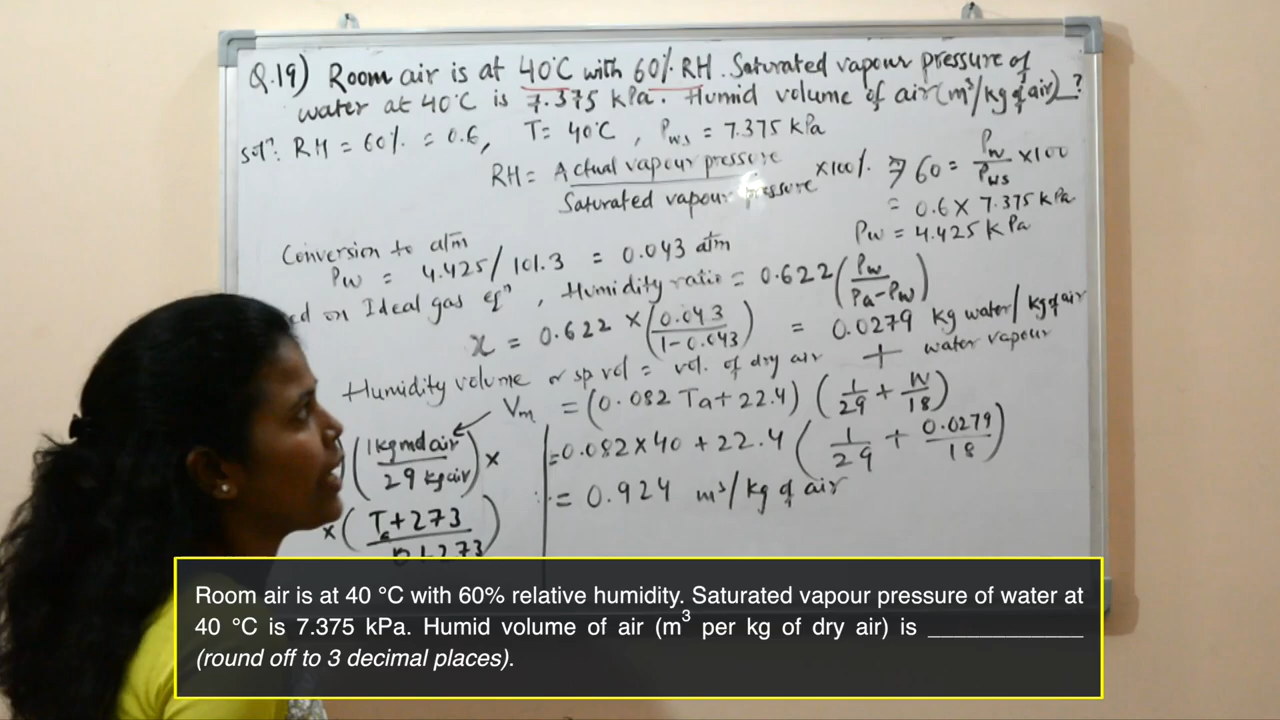 Q.19) Room air is at 40°C with 60% RH. Saturated vapour pressure of
water at 40°C is 7.375 kPa. Humid volume of air (m³/kg of air)_?
solⁿ: RH = 60% = 0.6, T = 40°C, Pws = 7.375 kPa
RH = Actual vapour pressure / Saturated vapour pressure ×100% ⇒ 60 = Pw/Pws ×100
= 0.6 × 7.375 kPa
Pw = 4.425 kPa
Conversion to atm
Pw = 4.425/101.3 = 0.043 atm
on Ideal gas eqⁿ, Humidity ratio = 0.622 (Pw/Pa-Pw)
x = 0.622 × (0.043/1-0.043) = 0.0279 kg water/kg of air
Humidity volume or sp vol = vol. of dry air + water vapour
Vm = (0.082 Ta + 22.4) (1/29 + W/18)
(1 kg md air/29 kg air) × = 0.082×40 + 22.4 (1/29 + 0.0279/18)
∴ = 0.924 m³/kg of air
×(Ta+273/0+273)
Room air is at 40 °C with 60% relative humidity. Saturated vapour pressure of water at
40 °C is 7.375 kPa. Humid volume of air (m³ per kg of dry air) is ____________
(round off to 3 decimal places).